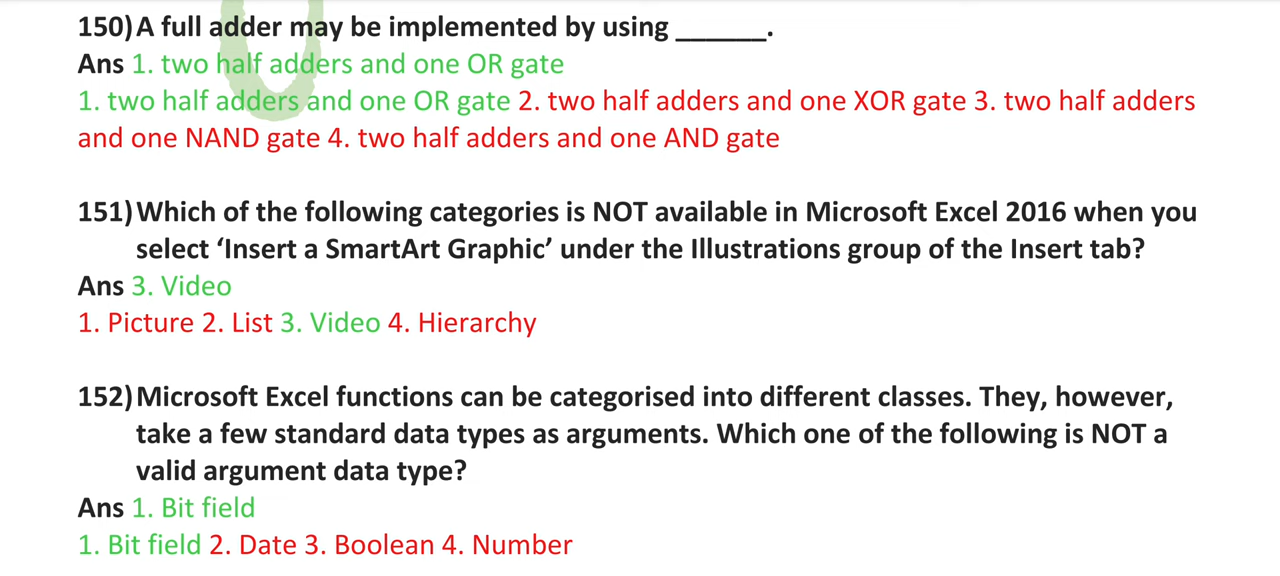 150) A full adder may be implemented by using ______.
Ans 1. two half adders and one OR gate
1. two half adders and one OR gate 2. two half adders and one XOR gate 3. two half adders
and one NAND gate 4. two half adders and one AND gate
151) Which of the following categories is NOT available in Microsoft Excel 2016 when you
select ‘Insert a SmartArt Graphic’ under the Illustrations group of the Insert tab?
Ans 3. Video
1. Picture 2. List 3. Video 4. Hierarchy
152) Microsoft Excel functions can be categorised into different classes. They, however,
take a few standard data types as arguments. Which one of the following is NOT a
valid argument data type?
Ans 1. Bit field
1. Bit field 2. Date 3. Boolean 4. Number